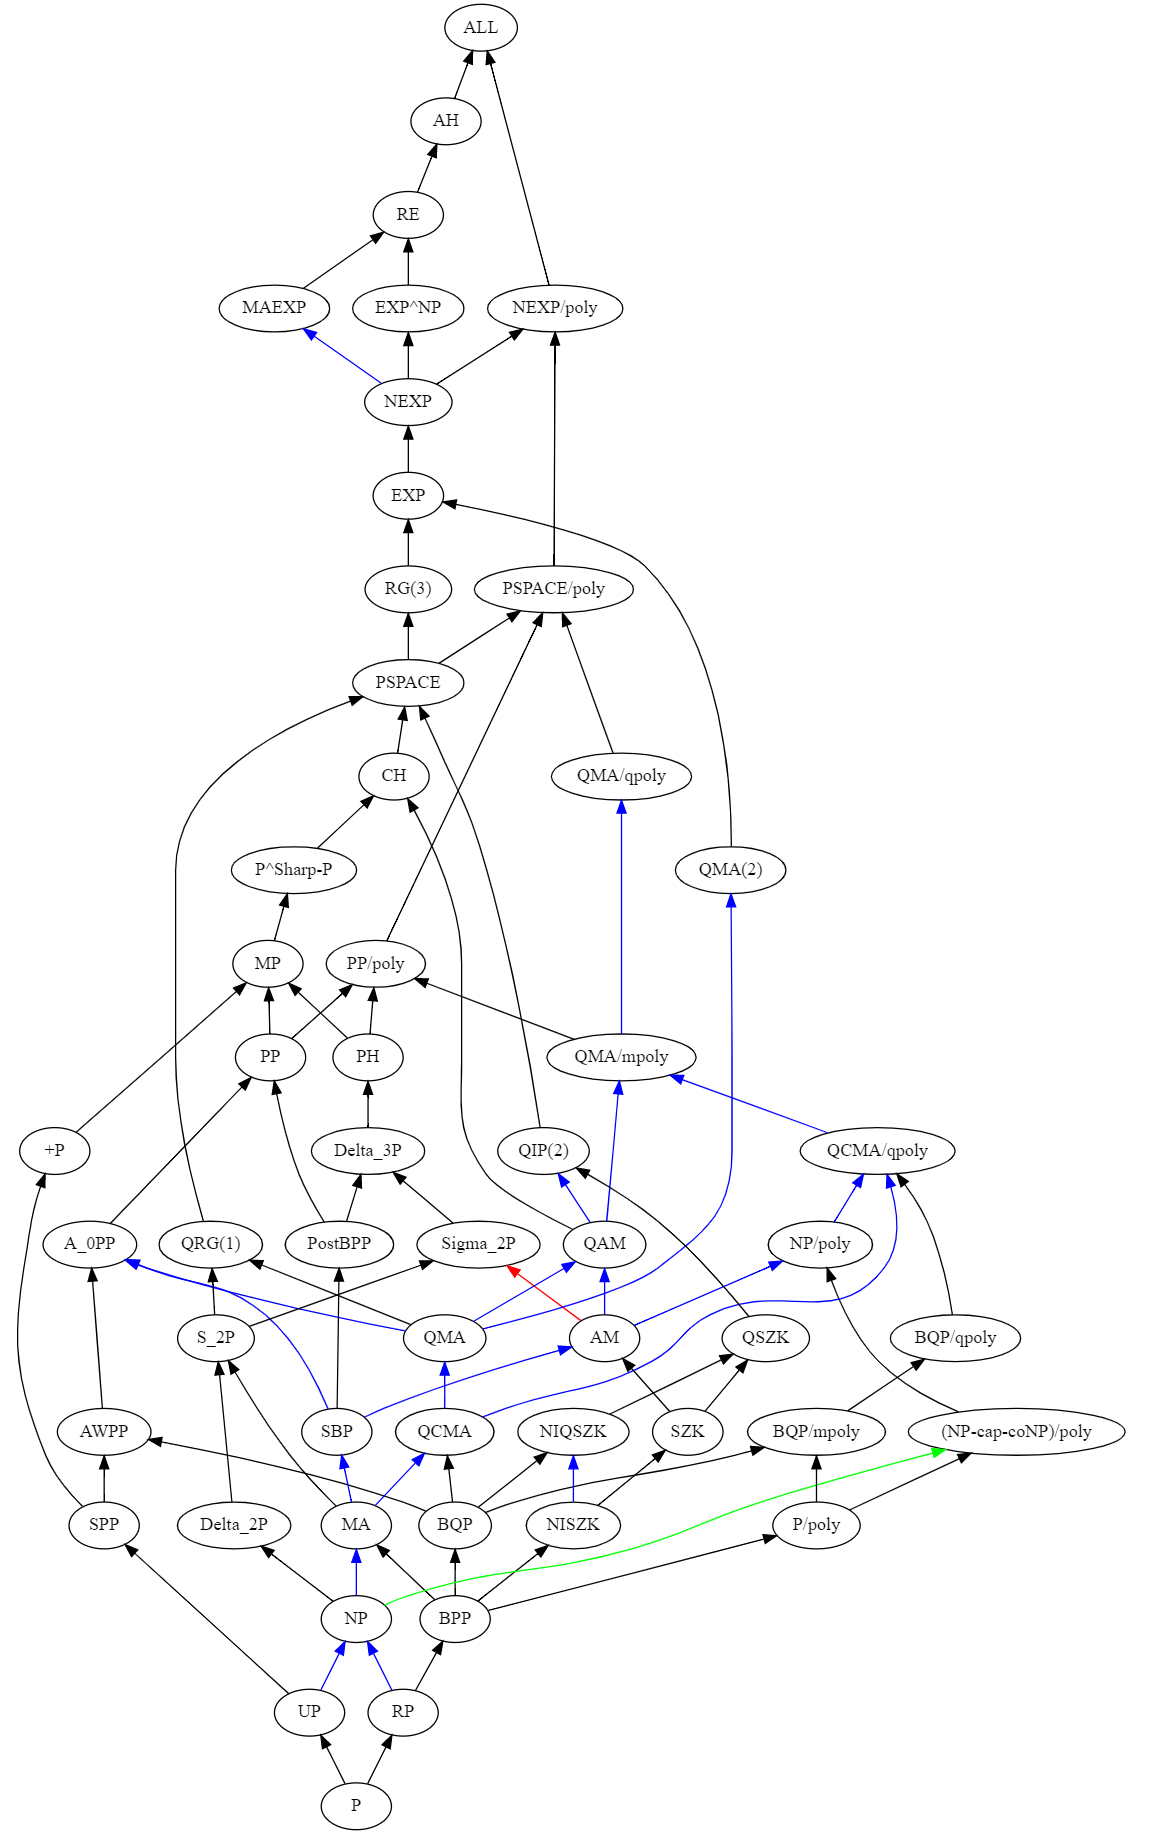 ALL
AH
RE
MAEXP
EXP^NP
NEXP/poly
NEXP
EXP
RG(3)
PSPACE/poly
PSPACE
CH
QMA/qpoly
P^Sharp-P
QMA(2)
MP
PP/poly
PP
PH
QMA/mpoly
+P
Delta_3P
QIP(2)
QCMA/qpoly
A_0PP
QRG(1)
PostBPP
Sigma_2P
QAM
NP/poly
S_2P
QMA
AM
QSZK
BQP/qpoly
AWPP
SBP
QCMA
NIQSZK
SZK
BQP/mpoly
(NP-cap-coNP)/poly
SPP
Delta_2P
MA
BQP
NISZK
P/poly
NP
BPP
UP
RP
P